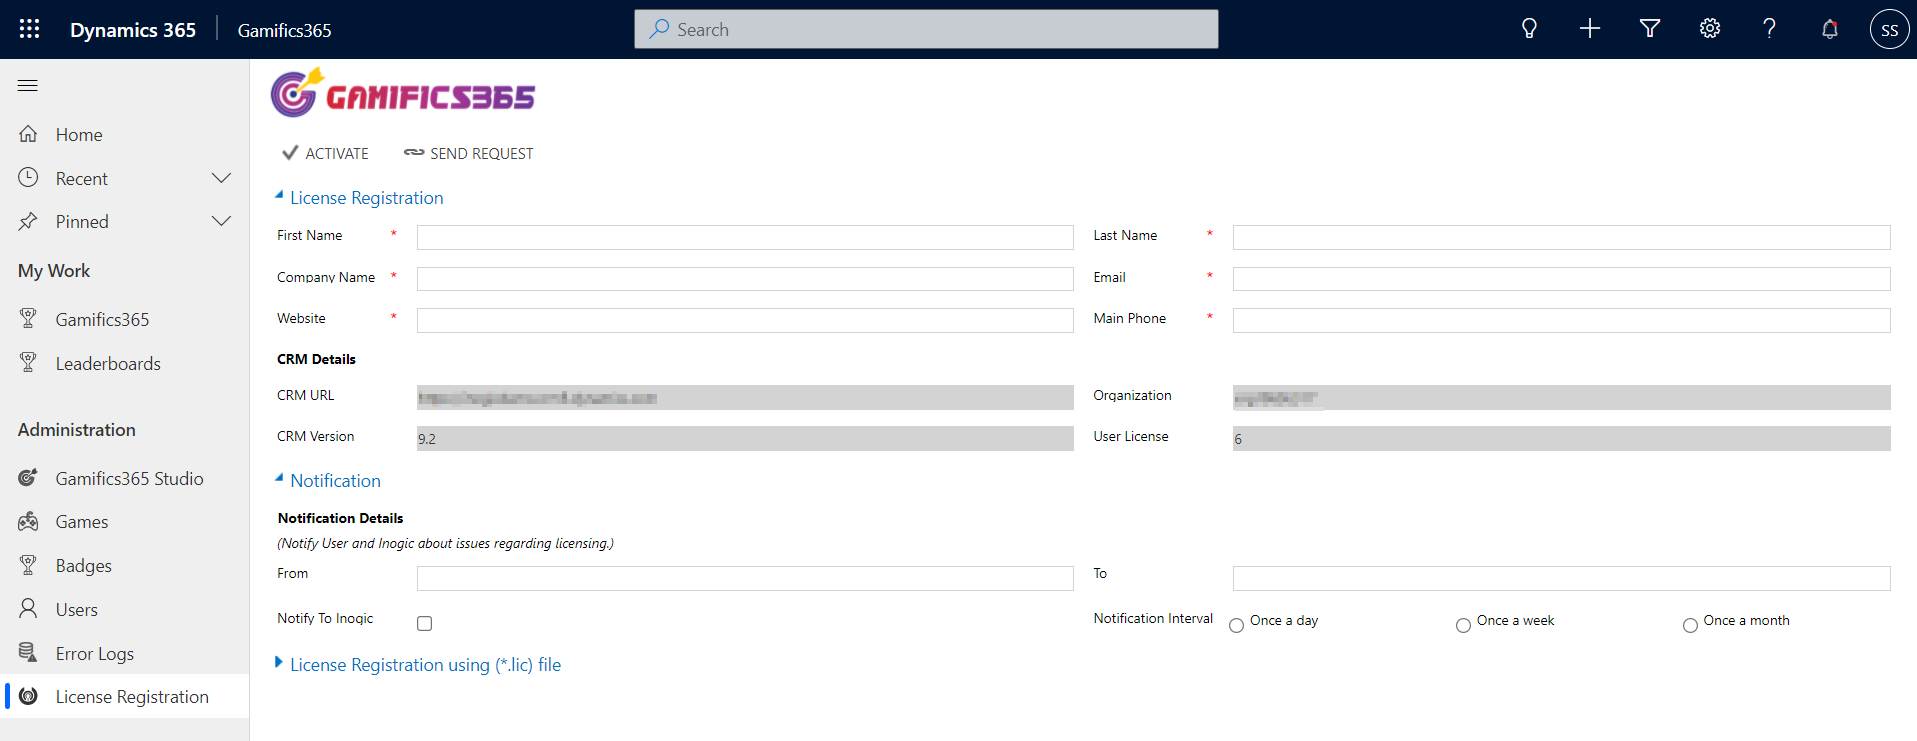 Dynamics 365 Gamifics365 Search SS
Home
Recent
Pinned
My Work
Gamifics365
Leaderboards
Administration
Gamifics365 Studio
Games
Badges
Users
Error Logs
License Registration
GAMIFICS365
ACTIVATE SEND REQUEST
License Registration
First Name * Last Name *
Company Name * Email *
Website * Main Phone *
CRM Details
CRM URL Organization
CRM Version 9.2 User License 6
Notification
Notification Details
(Notify User and Inogic about issues regarding licensing.)
From To
Notify To Inogic Notification Interval Once a day Once a week Once a month
License Registration using (*.lic) file